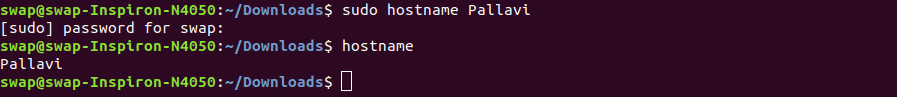 swap@swap-Inspiron-N4050:~/Downloads$ sudo hostname Pallavi
[sudo] password for swap:
swap@swap-Inspiron-N4050:~/Downloads$ hostname
Pallavi
swap@swap-Inspiron-N4050:~/Downloads$